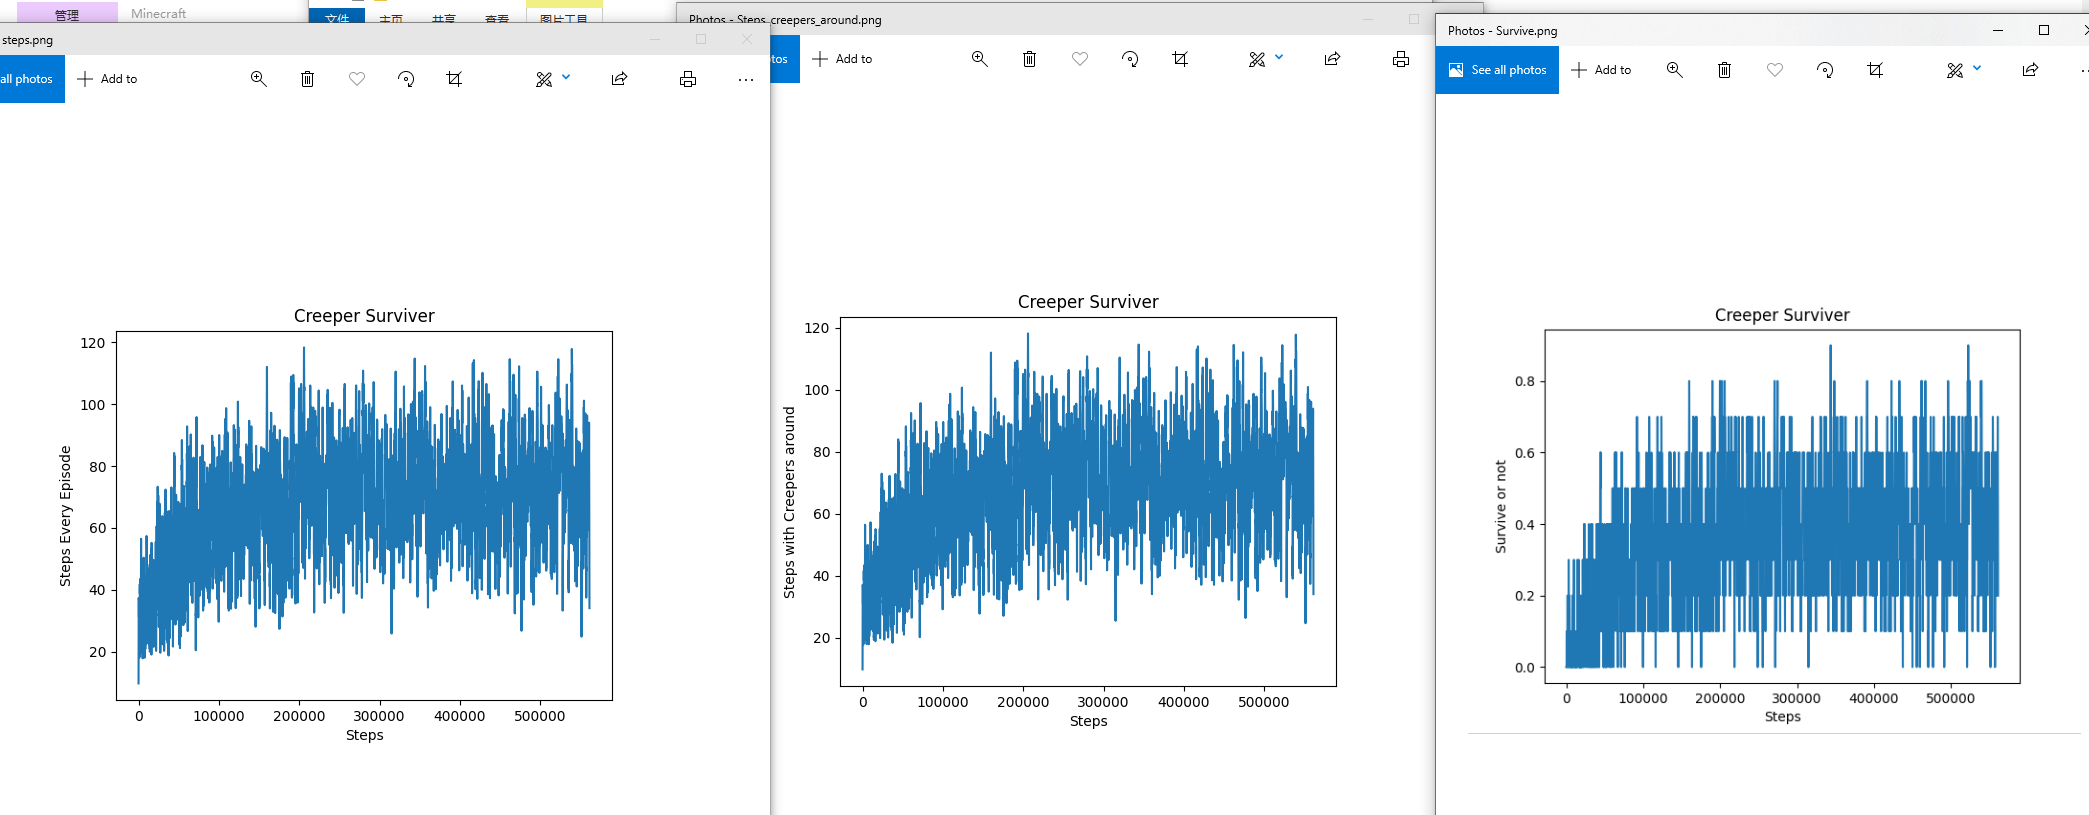 管理
Minecraft
文件
主页
共享
查看
图片工具
steps.png
all photos
Add to
Creeper Surviver
120
100
80
60
40
20
Steps Every Episode
0
100000
200000
300000
400000
500000
Steps
Photos - Steps_creepers_around.png
tos
Add to
Creeper Surviver
120
100
80
60
40
20
Steps with Creepers around
0
100000
200000
300000
400000
500000
Steps
Photos - Survive.png
See all photos
Add to
Creeper Surviver
0.8
0.6
0.4
0.2
0.0
Survive or not
0
100000
200000
300000
400000
500000
Steps